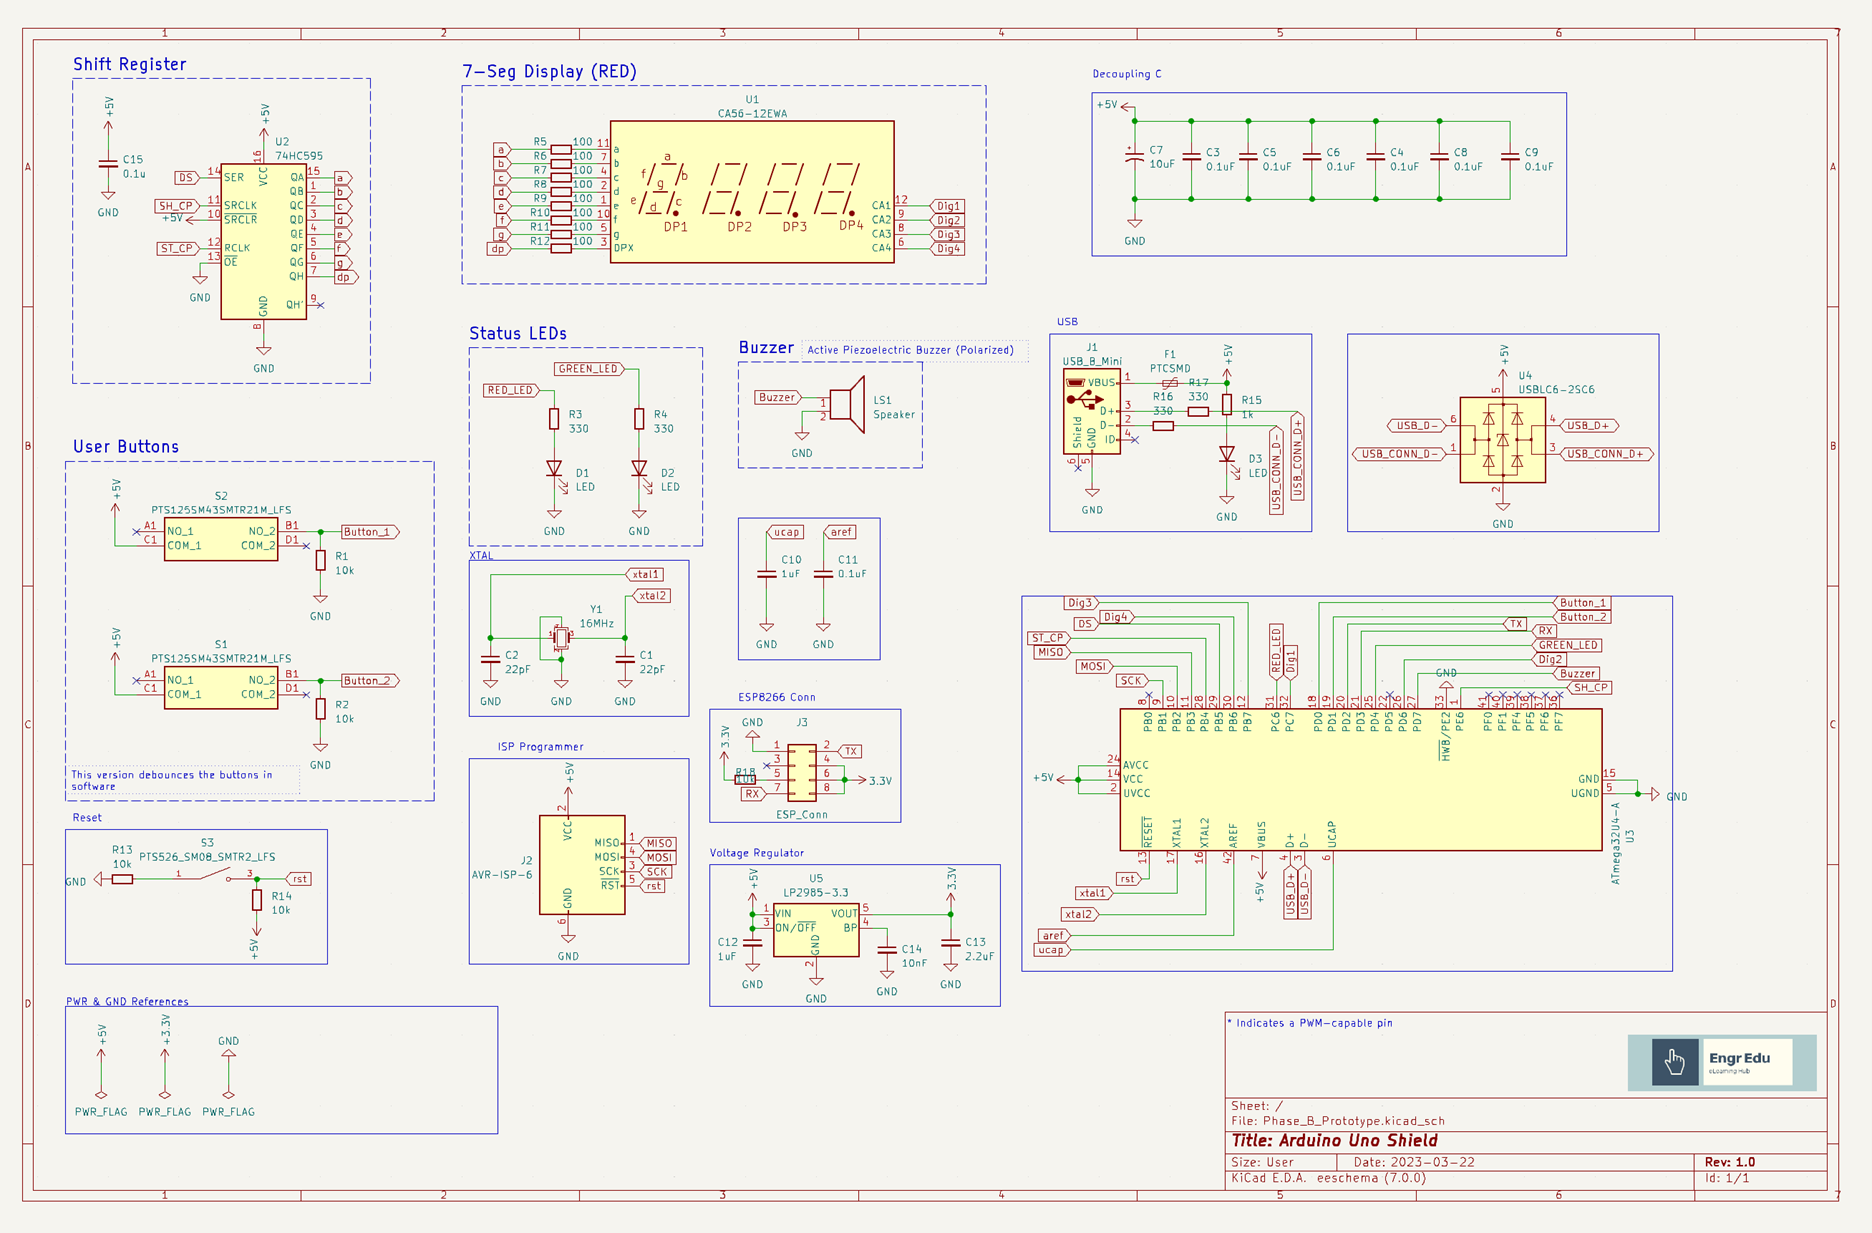 1 2 3 4 5 6 7
A
B
C
D
Shift Register
+5V
+5V
C15
0.1u
GND
U2
74HC595
16
VCC
DS 14 SER
SH_CP 11 SRCLK
+5V 10 SRCLR
ST_CP 12 RCLK
13 OE
GND
QA 15 a
QB 1 b
QC 2 c
QD 3 d
QE 4 e
QF 5 f
QG 6 g
QH 7 dp
QH' 9
GND
8
GND
7-Seg Display (RED)
U1
CA56-12EWA
a R5 100 11 a
b R6 100 7 b
c R7 100 4 c
d R8 100 2 d
e R9 100 1 e
f R10 100 10 f
g R11 100 5 g
dp R12 100 3 DPX
a
f b
g
e d c
DP1 DP2 DP3 DP4
CA1 12 Dig1
CA2 9 Dig2
CA3 8 Dig3
CA4 6 Dig4
Decoupling C
+5V
C7 C3 C5 C6 C4 C8 C9
10uF 0.1uF 0.1uF 0.1uF 0.1uF 0.1uF 0.1uF
GND
Status LEDs
GREEN_LED
RED_LED
R3 R4
330 330
D1 D2
LED LED
GND GND
Buzzer
Active Piezoelectric Buzzer (Polarized)
Buzzer
1
2
LS1
Speaker
GND
USB
J1
USB_B_Mini
VBUS 1
D+ 3
D- 2
ID 4
Shield
GND
6 5
GND
F1
PTCSMD
R17
330
R16
330
+5V
R15
1k
D3
LED
GND
USB_CONN_D-
USB_CONN_D+
+5V
U4
USBLC6-2SC6
5
USB_D- 6
4 USB_D+
USB_CONN_D- 1
3 USB_CONN_D+
2
GND
User Buttons
+5V
S2
PTS125SM43SMTR21M_LFS
A1 NO_1 NO_2 B1 Button_1
C1 COM_1 COM_2 D1
R1
10k
GND
+5V
S1
PTS125SM43SMTR21M_LFS
A1 NO_1 NO_2 B1 Button_2
C1 COM_1 COM_2 D1
R2
10k
GND
This version debounces the buttons in
software
XTAL
xtal1
xtal2
Y1
16MHz
C2
22pF
C1
22pF
GND GND GND
ucap aref
C10 C11
1uF 0.1uF
GND GND
ESP8266 Conn
3.3V
GND
J3
1 2 TX
3 4
5 6
7 8
R18
10k
RX
3.3V
ESP_Conn
ISP Programmer
+5V
2
VCC
J2
AVR-ISP-6
MISO 1 MISO
MOSI 4 MOSI
SCK 3 SCK
RST 5 rst
GND
6
GND
Reset
S3
PTS526_SM08_SMTR2_LFS
R13
10k
GND
1 3
rst
R14
10k
+5V
Voltage Regulator
+5V
U5
LP2985-3.3
3.3V
1 VIN VOUT 5
3 ON/OFF BP 4
GND
2
C12
1uF
C14
10nF
C13
2.2uF
GND GND GND GND
PWR & GND References
+5V +3.3V GND
PWR_FLAG PWR_FLAG PWR_FLAG
Dig3
Dig4
DS
ST_CP
MISO
MOSI
SCK
RED_LED
Dig1
Button_1
Button_2
TX
RX
GREEN_LED
Dig2
Buzzer
GND
SH_CP
8 9 10 11 28 29 30 12 31 32 18 19 20 21 25 22 26 27 33 1 41 40 39 38 37 36
PB0 PB1 PB2 PB3 PB4 PB5 PB6 PB7 PC6 PC7 PD0 PD1 PD2 PD3 PD4 PD5 PD6 PD7 HWB/PE2 PE6 PF0 PF1 PF4 PF5 PF6 PF7
+5V
24 AVCC
14 VCC
2 UVCC
GND 15
UGND 5
GND
ATmega32U4-A
U3
RESET XTAL1 XTAL2 AREF VBUS D+ D- UCAP
13 17 16 42 7 4 3 6
rst
xtal1
xtal2
aref
ucap
+5V
USB_D+
USB_D-
* Indicates a PWM-capable pin
Engr Edu
eLearning Hub
Sheet: /
File: Phase_B_Prototype.kicad_sch
Title: Arduino Uno Shield
Size: User Date: 2023-03-22 Rev: 1.0
KiCad E.D.A. eeschema (7.0.0) Id: 1/1
1 2 3 4 5 6 7
A
B
C
D